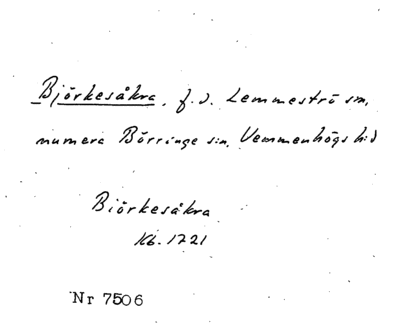 Björkesåkra, f.d. Lemmeströ sn,
numera Börringe sn, Vemmenhögs hd
Biörkesåkra
Kb. 1721
Nr 7506